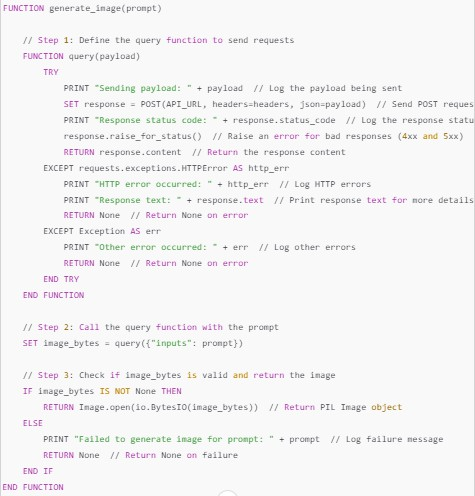 FUNCTION generate_image(prompt)
// Step 1: Define the query function to send requests
FUNCTION query(payload)
TRY
PRINT "Sending payload: " + payload  // Log the payload being sent
SET response = POST(API_URL, headers=headers, json=payload)  // Send POST reques
PRINT "Response status code: " + response.status_code  // Log the response statu
response.raise_for_status()  // Raise an error for bad responses (4xx and 5xx)
RETURN response.content  // Return the response content
EXCEPT requests.exceptions.HTTPError AS http_err
PRINT "HTTP error occurred: " + http_err  // Log HTTP errors
PRINT "Response text: " + response.text  // Print response text for more details
RETURN None  // Return None on error
EXCEPT Exception AS err
PRINT "Other error occurred: " + err  // Log other errors
RETURN None  // Return None on error
END TRY
END FUNCTION
// Step 2: Call the query function with the prompt
SET image_bytes = query({"inputs": prompt})
// Step 3: Check if image_bytes is valid and return the image
IF image_bytes IS NOT None THEN
RETURN Image.open(io.BytesIO(image_bytes))  // Return PIL Image object
ELSE
PRINT "Failed to generate image for prompt: " + prompt  // Log failure message
RETURN None  // Return None on failure
END IF
END FUNCTION